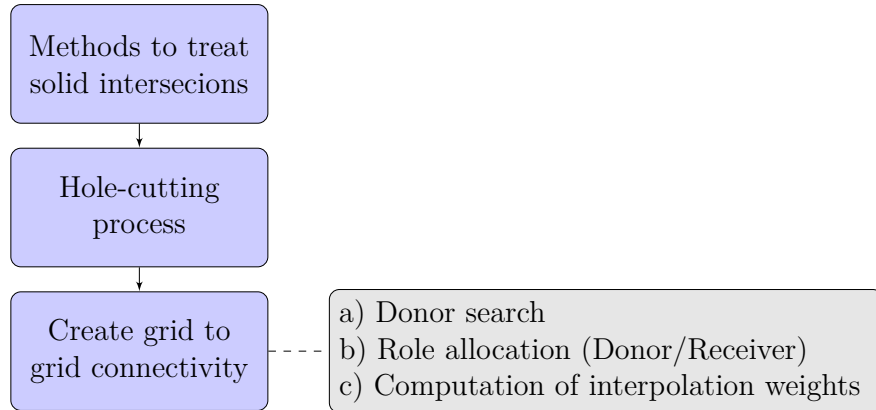 Methods to treat
solid intersecions
Hole-cutting
process
Create grid to
grid connectivity
a) Donor search
b) Role allocation (Donor/Receiver)
c) Computation of interpolation weights